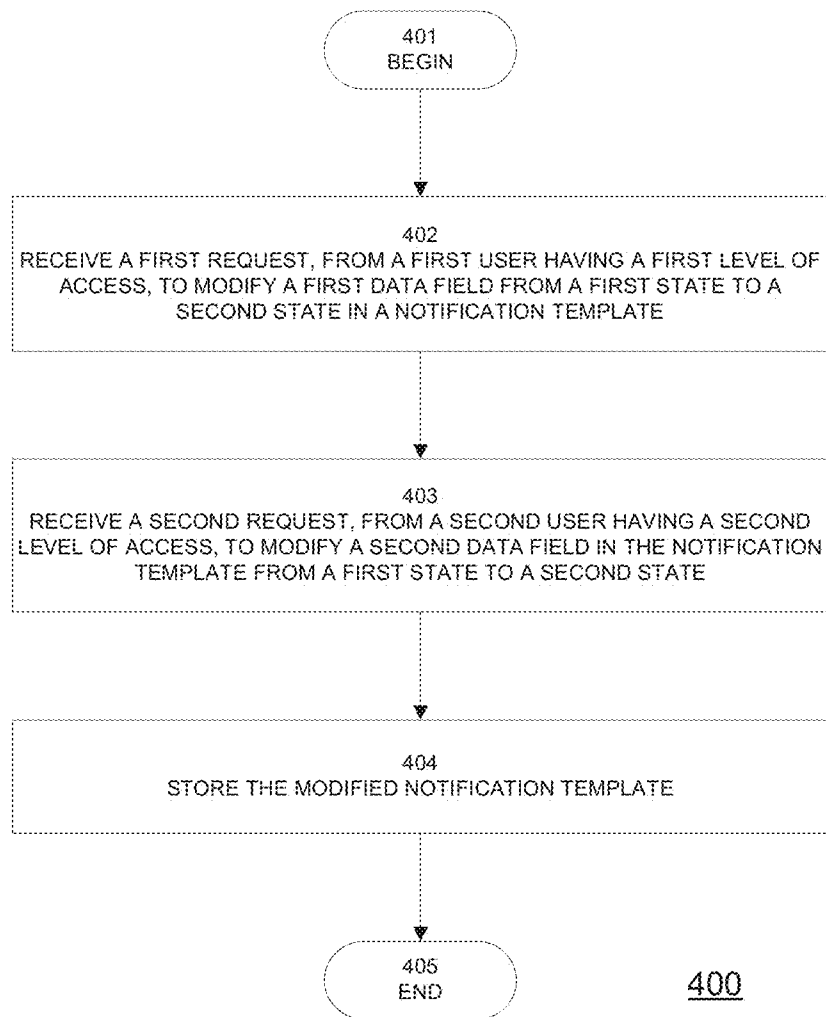 401
BEGIN
402
RECEIVE A FIRST REQUEST, FROM A FIRST USER HAVING A FIRST LEVEL OF
ACCESS, TO MODIFY A FIRST DATA FIELD FROM A FIRST STATE TO A
SECOND STATE IN A NOTIFICATION TEMPLATE
403
RECEIVE A SECOND REQUEST, FROM A SECOND USER HAVING A SECOND
LEVEL OF ACCESS, TO MODIFY A SECOND DATA FIELD IN THE NOTIFICATION
TEMPLATE FROM A FIRST STATE TO A SECOND STATE
404
STORE THE MODIFIED NOTIFICATION TEMPLATE
405
END
400